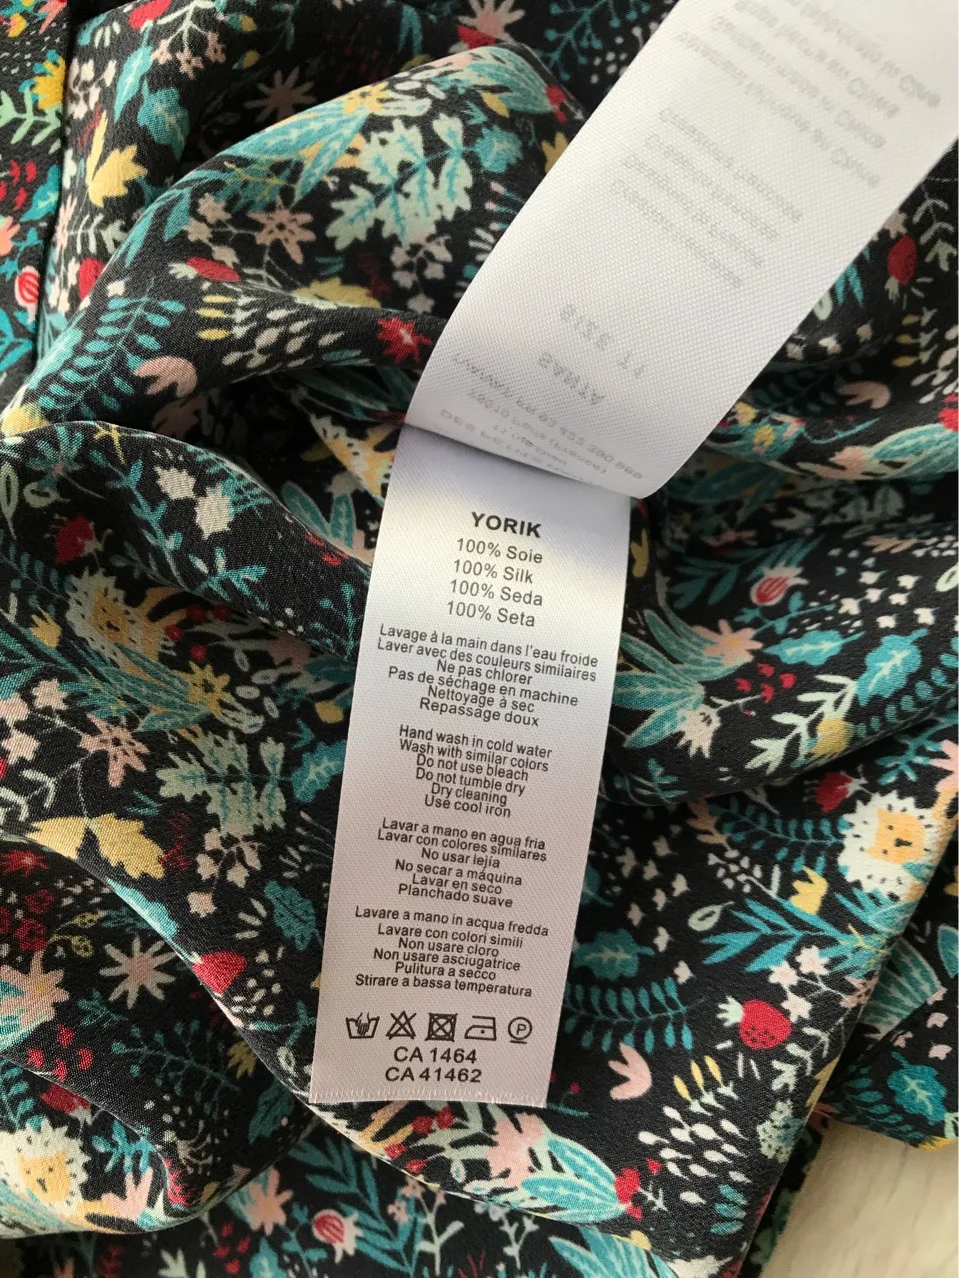 YORIK
100% Soie
100% Silk
100% Seda
100% Seta
Lavage à la main dans l'eau froide
Laver avec des couleurs similaires
Ne pas chlorer
Pas de séchage en machine
Nettoyage à sec
Repassage doux
Hand wash in cold water
Wash with similar colors
Do not use bleach
Do not tumble dry
Dry cleaning
Use cool iron
Lavar a mano en agua fria
Lavar con colores similares
No usar lejía
No secar a máquina
Lavar en seco
Planchado suave
Lavare a mano in acqua fredda
Lavare con colori simili
Non usare cloro
Non usare asciugatrice
Pulitura a secco
Stirare a bassa temperatura
P
CA 1464
CA 41462